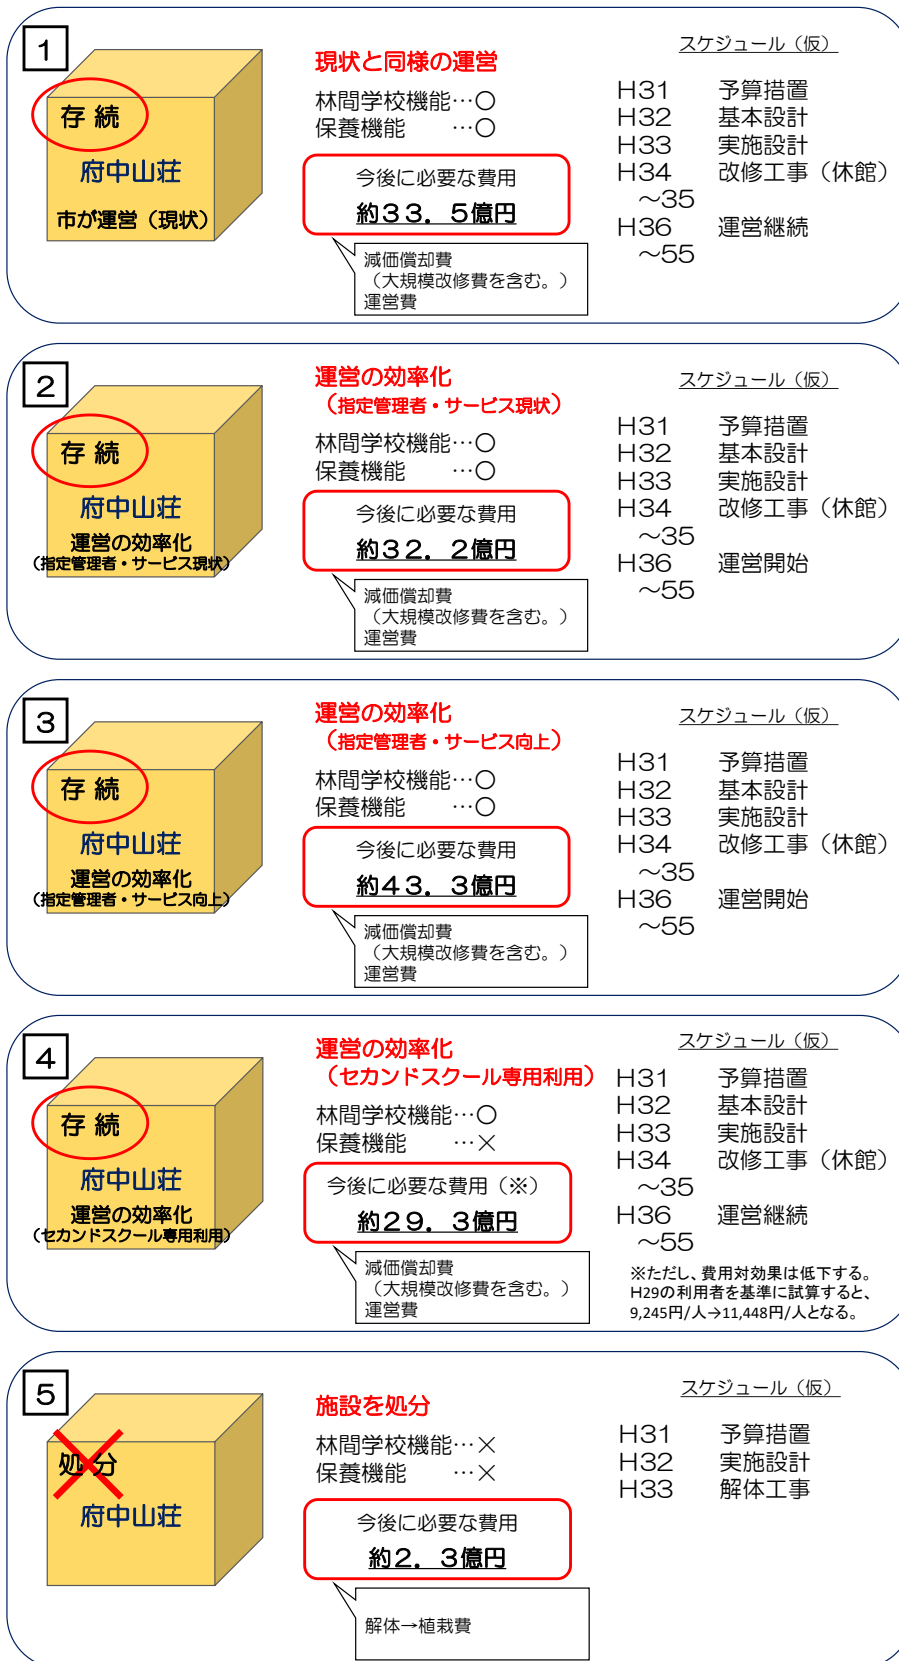 1
存 続
府中山荘
市が運営（現状）
現状と同様の運営
林間学校機能…〇
保養機能　　…〇
今後に必要な費用
約３３．５億円
減価償却費
（大規模改修費を含む。）
運営費
スケジュール（仮）
H31　予算措置
H32　基本設計
H33　実施設計
H34　改修工事（休館）
～35
H36　運営継続
～55
2
存 続
府中山荘
運営の効率化
（指定管理者・サービス現状）
運営の効率化
（指定管理者・サービス現状）
林間学校機能…〇
保養機能　　…〇
今後に必要な費用
約３２．２億円
減価償却費
（大規模改修費を含む。）
運営費
スケジュール（仮）
H31　予算措置
H32　基本設計
H33　実施設計
H34　改修工事（休館）
～35
H36　運営開始
～55
3
存 続
府中山荘
運営の効率化
（指定管理者・サービス向上）
運営の効率化
（指定管理者・サービス向上）
林間学校機能…〇
保養機能　　…〇
今後に必要な費用
約４３．３億円
減価償却費
（大規模改修費を含む。）
運営費
スケジュール（仮）
H31　予算措置
H32　基本設計
H33　実施設計
H34　改修工事（休館）
～35
H36　運営開始
～55
4
存 続
府中山荘
運営の効率化
（セカンドスクール専用利用）
運営の効率化
（セカンドスクール専用利用）
林間学校機能…〇
保養機能　　…×
今後に必要な費用（※）
約２９．３億円
減価償却費
（大規模改修費を含む。）
運営費
スケジュール（仮）
H31　予算措置
H32　基本設計
H33　実施設計
H34　改修工事（休館）
～35
H36　運営継続
～55
※ただし、費用対効果は低下する。
H29の利用者を基準に試算すると、
9,245円/人→11,448円/人となる。
5
処 分
府中山荘
施設を処分
林間学校機能…×
保養機能　　…×
今後に必要な費用
約２．３億円
解体→植栽費
スケジュール（仮）
H31　予算措置
H32　実施設計
H33　解体工事